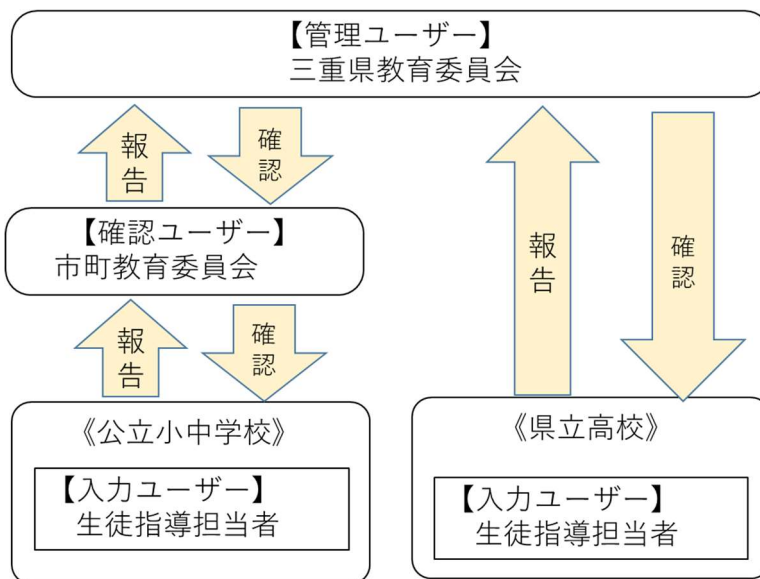 【管理ユーザー】
三重県教育委員会
報告
確認
報告
確認
【確認ユーザー】
市町教育委員会
報告
確認
《公立小中学校》
【入力ユーザー】
生徒指導担当者
《県立高校》
【入力ユーザー】
生徒指導担当者